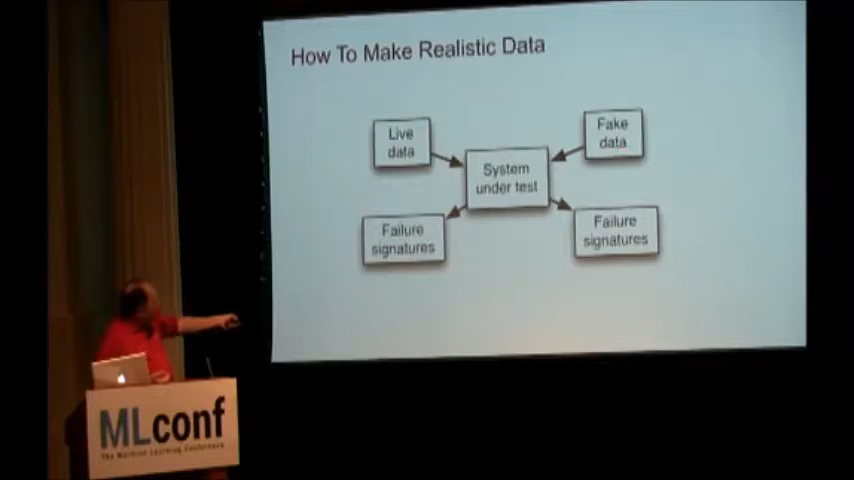 How To Make Realistic Data
Live
data
Fake
data
System
under test
Failure
signatures
Failure
signatures
MLconf
The Machine Learning Conference